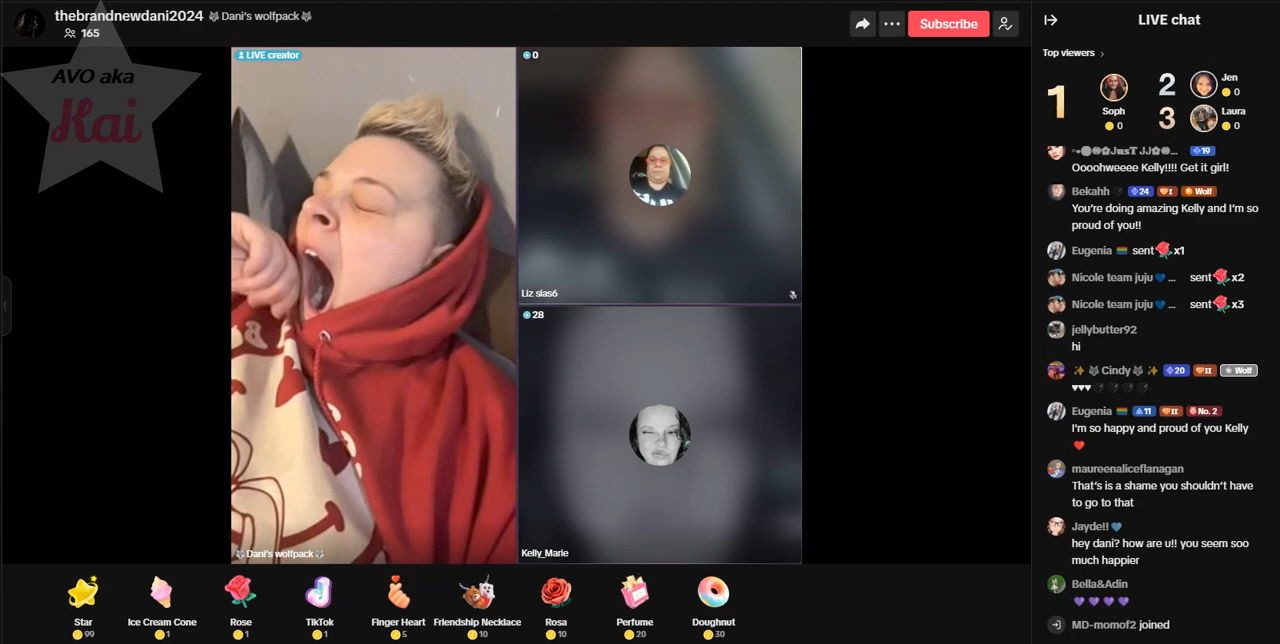 thebrandnewdani2024 🐺Dani's wolfpack🐺
165
Subscribe
AVO aka
Kai
LIVE creator
0
Liz sias6
28
Kelly_Marie
🐺Dani's wolfpack🐺
Star
99
Ice Cream Cone
1
Rose
1
TikTok
1
Finger Heart
5
Friendship Necklace
10
Rosa
10
Perfume
20
Doughnut
30
LIVE chat
Top viewers
1
Soph
0
2
Jen
0
3
Laura
0
JusT JJ... 19
Oooohweeee Kelly!!!! Get it girl!
Bekahh 24 I Wolf
You're doing amazing Kelly and I'm so
proud of you!!
Eugenia sent x1
Nicole team juju💙... sent x2
Nicole team juju💙... sent x3
jellybutter92
hi
✨🐺Cindy🐺✨ 20 II Wolf
♥♥♥🖤🖤🖤🖤
Eugenia 11 II No. 2
I'm so happy and proud of you Kelly
❤️
maureenaliceflanagan
That's is a shame you shouldn't have
to go to that
Jayde!!💙
hey dani? how are u!! you seem soo
much happier
Bella&Adin
💜💜💜💜
MD-momof2 joined